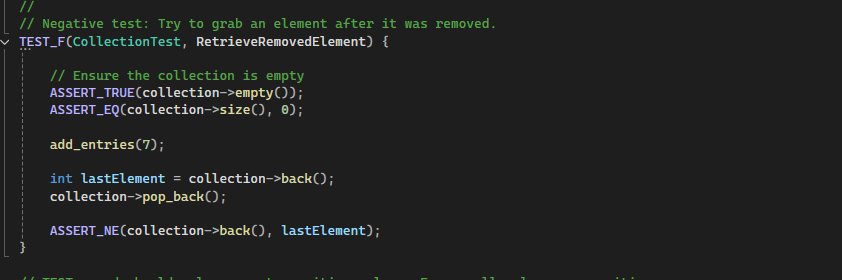 //
// Negative test: Try to grab an element after it was removed.
TEST_F(CollectionTest, RetrieveRemovedElement) {
// Ensure the collection is empty
ASSERT_TRUE(collection->empty());
ASSERT_EQ(collection->size(), 0);
add_entries(7);
int lastElement = collection->back();
collection->pop_back();
ASSERT_NE(collection->back(), lastElement);
}